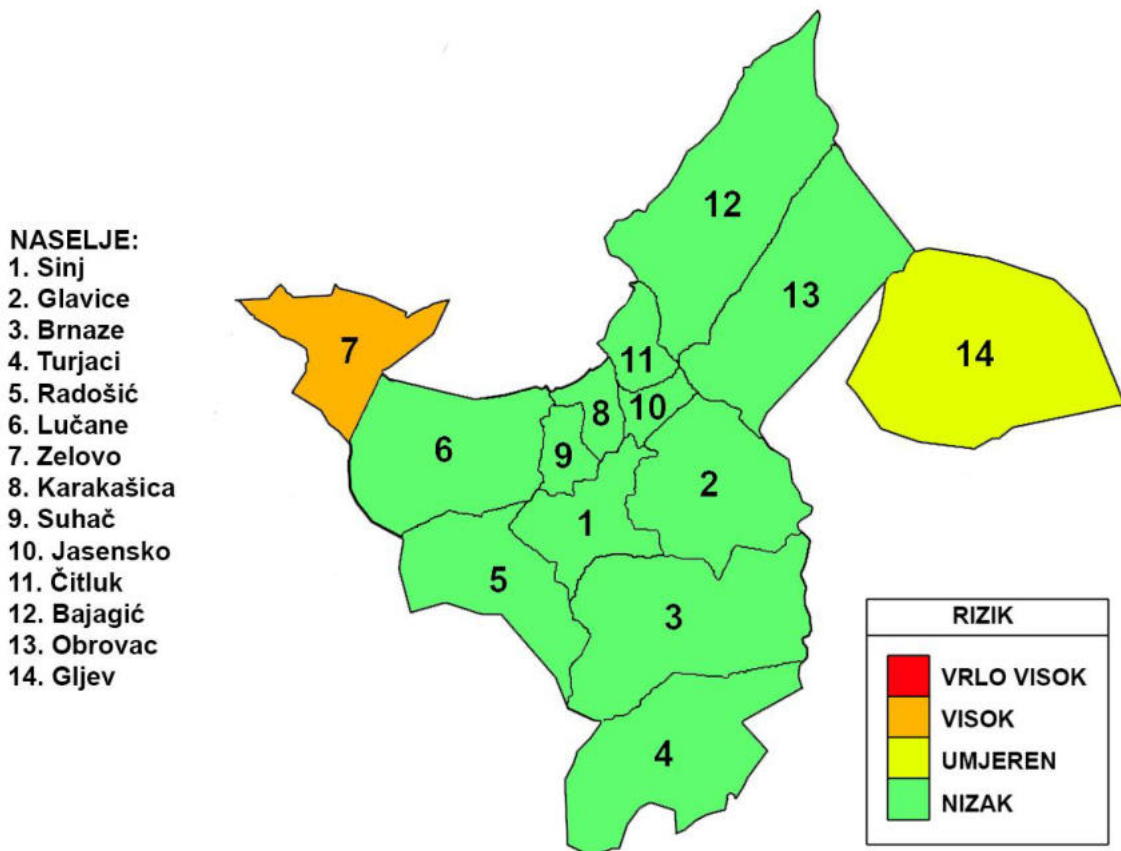 NASELJE:
1. Sinj
2. Glavice
3. Brnaze
4. Turjaci
5. Radošić
6. Lučane
7. Zelovo
8. Karakašica
9. Suhač
10. Jasensko
11. Čitluk
12. Bajagić
13. Obrovac
14. Gljev
12
13
7
14
11
8
10
6
9
2
1
5
3
4
RIZIK
VRLO VISOK
VISOK
UMJEREN
NIZAK